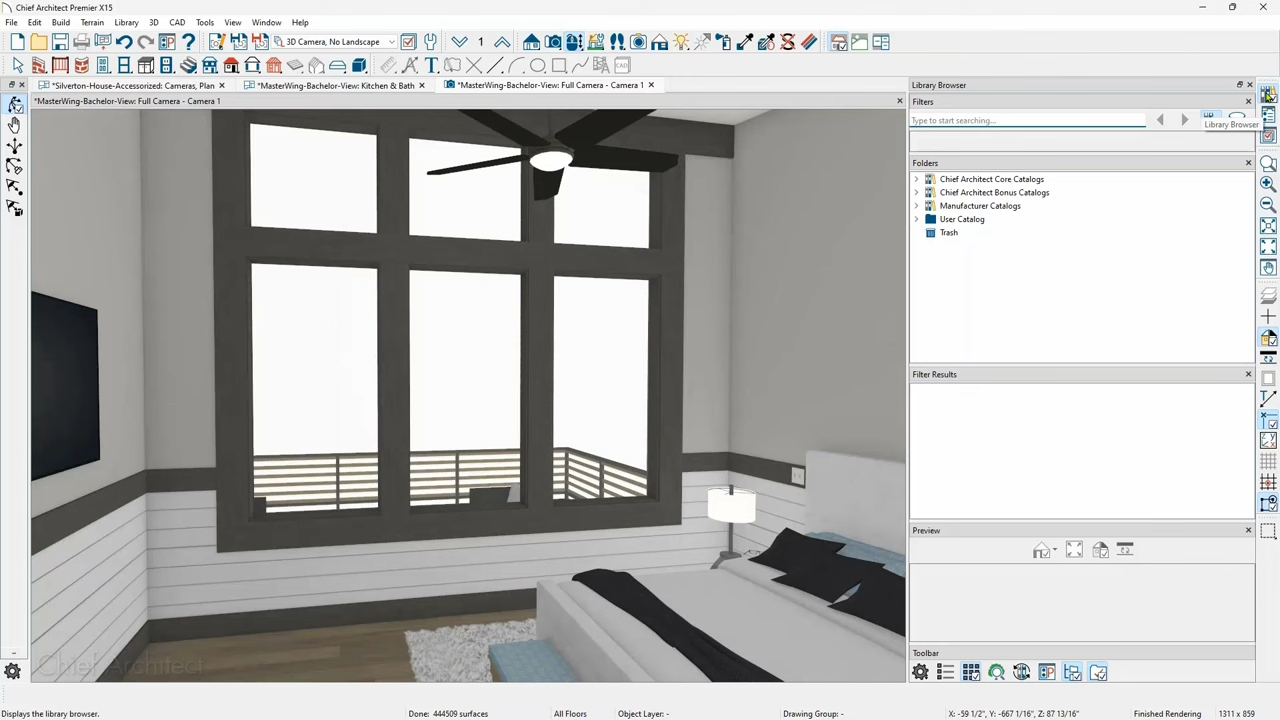 Chief Architect Premier X15
File Edit Build Terrain Library 3D CAD Tools View Window Help
3D Camera, No Landscape
1
*Silverton-House-Accessorized: Cameras, Plan
*MasterWing-Bachelor-View: Kitchen & Bath
*MasterWing-Bachelor-View: Full Camera - Camera 1
*MasterWing-Bachelor-View: Full Camera - Camera 1
Library Browser
Filters
Type to start searching...
Library Browser
Folders
Chief Architect Core Catalogs
Chief Architect Bonus Catalogs
Manufacturer Catalogs
User Catalog
Trash
Filter Results
Preview
Toolbar
Chief Architect
Displays the library browser.
Done: 444509 surfaces
All Floors
Object Layer: -
Drawing Group: -
X: -59 1/2", Y: -667 1/16", Z: 87 13/16"
Finished Rendering
1311 x 859